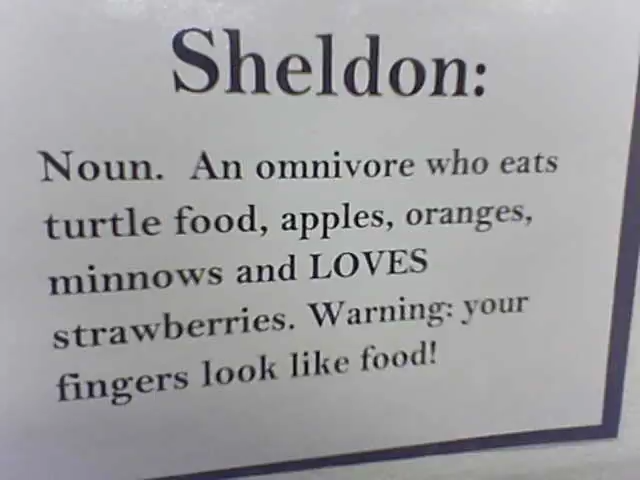 Sheldon:
Noun. An omnivore who eats
turtle food, apples, oranges,
minnows and LOVES
strawberries. Warning: your
fingers look like food!